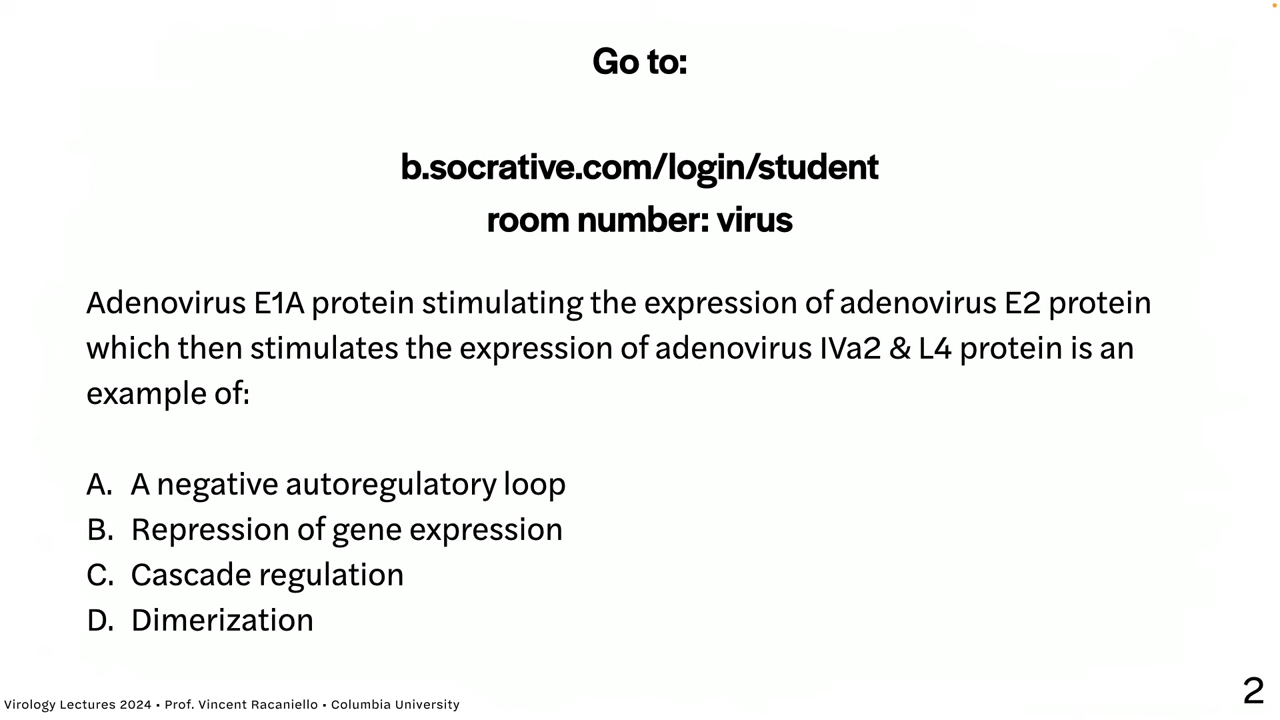 Go to:
b.socrative.com/login/student
room number: virus
Adenovirus E1A protein stimulating the expression of adenovirus E2 protein
which then stimulates the expression of adenovirus IVa2 & L4 protein is an
example of:
A. A negative autoregulatory loop
B. Repression of gene expression
C. Cascade regulation
D. Dimerization
Virology Lectures 2024 • Prof. Vincent Racaniello • Columbia University
2